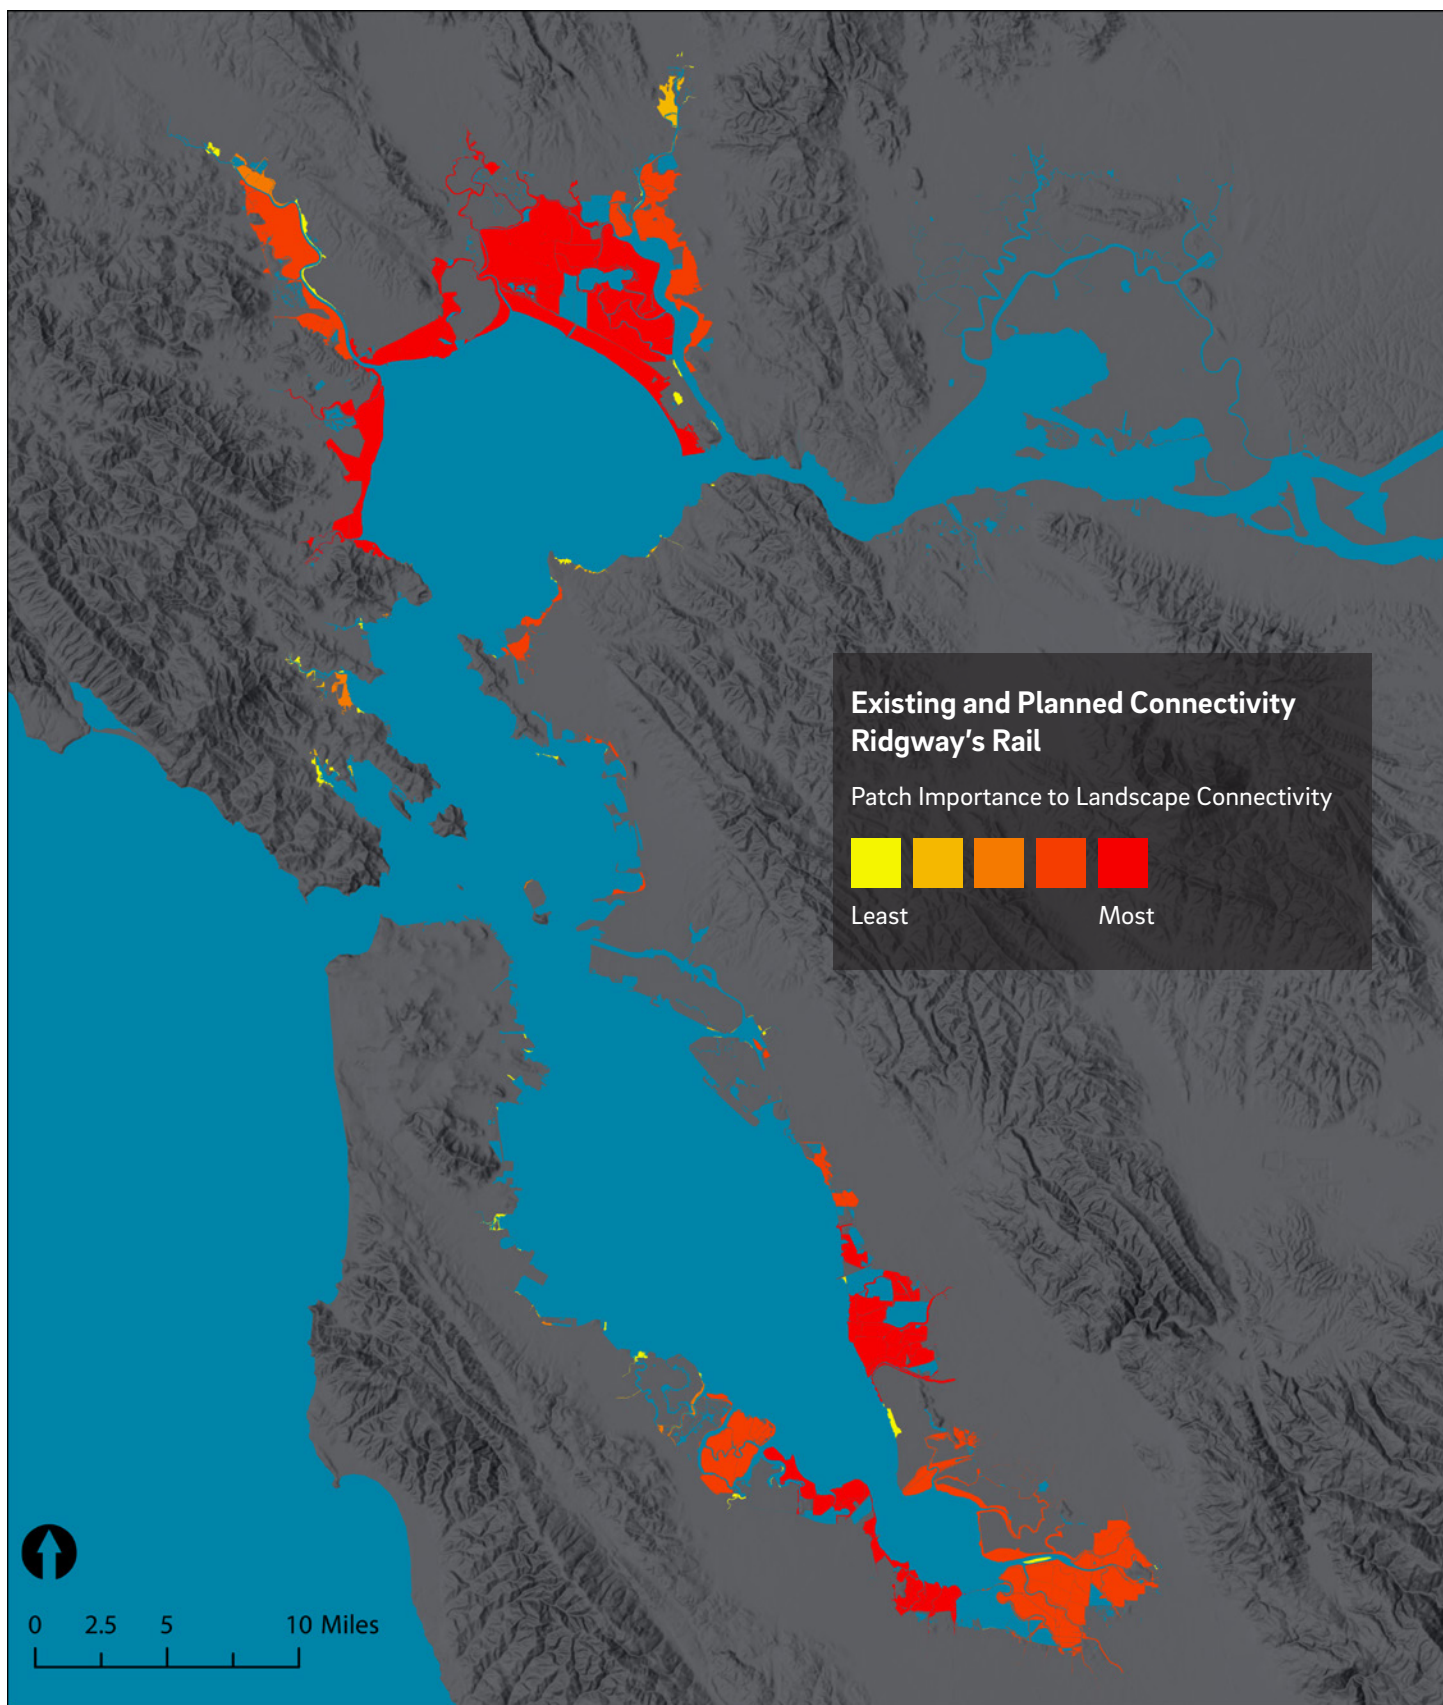 Existing and Planned Connectivity
Ridgway's Rail
Patch Importance to Landscape Connectivity
Least Most
0 2.5 5 10 Miles